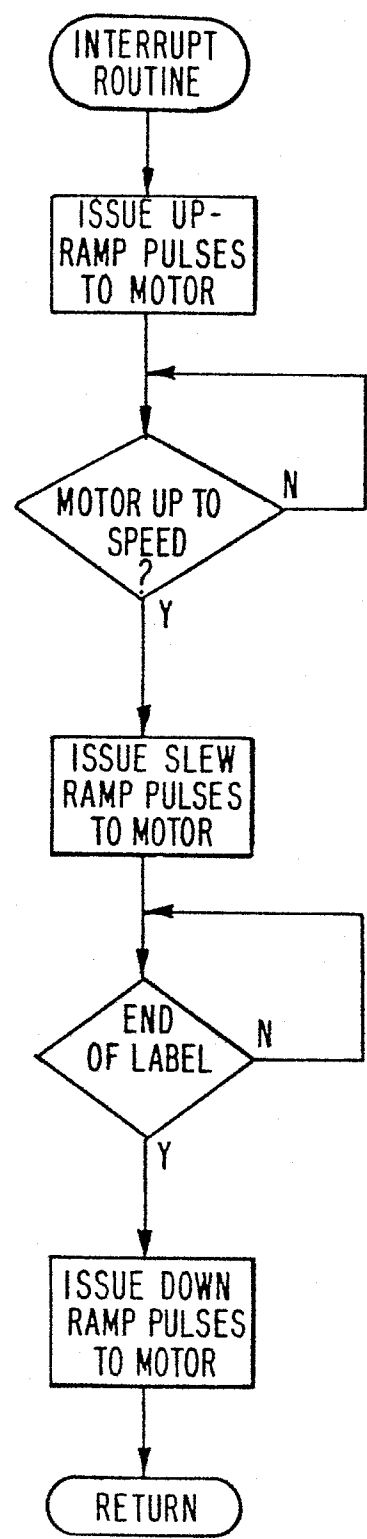 INTERRUPT
ROUTINE
ISSUE UP-
RAMP PULSES
TO MOTOR
MOTOR UP TO
SPEED
?
N
Y
ISSUE SLEW
RAMP PULSES
TO MOTOR
END
OF LABEL
N
Y
ISSUE DOWN
RAMP PULSES
TO MOTOR
RETURN